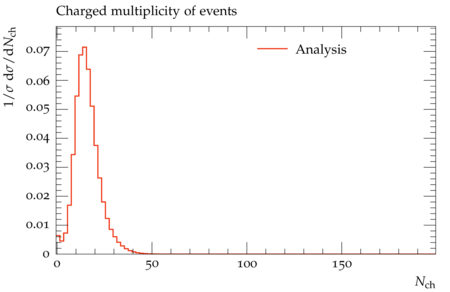 Charged multiplicity of events
1/σ dσ/dN_ch
0.07
0.06
0.05
0.04
0.03
0.02
0.01
0
Analysis
0 50 100 150
N_ch